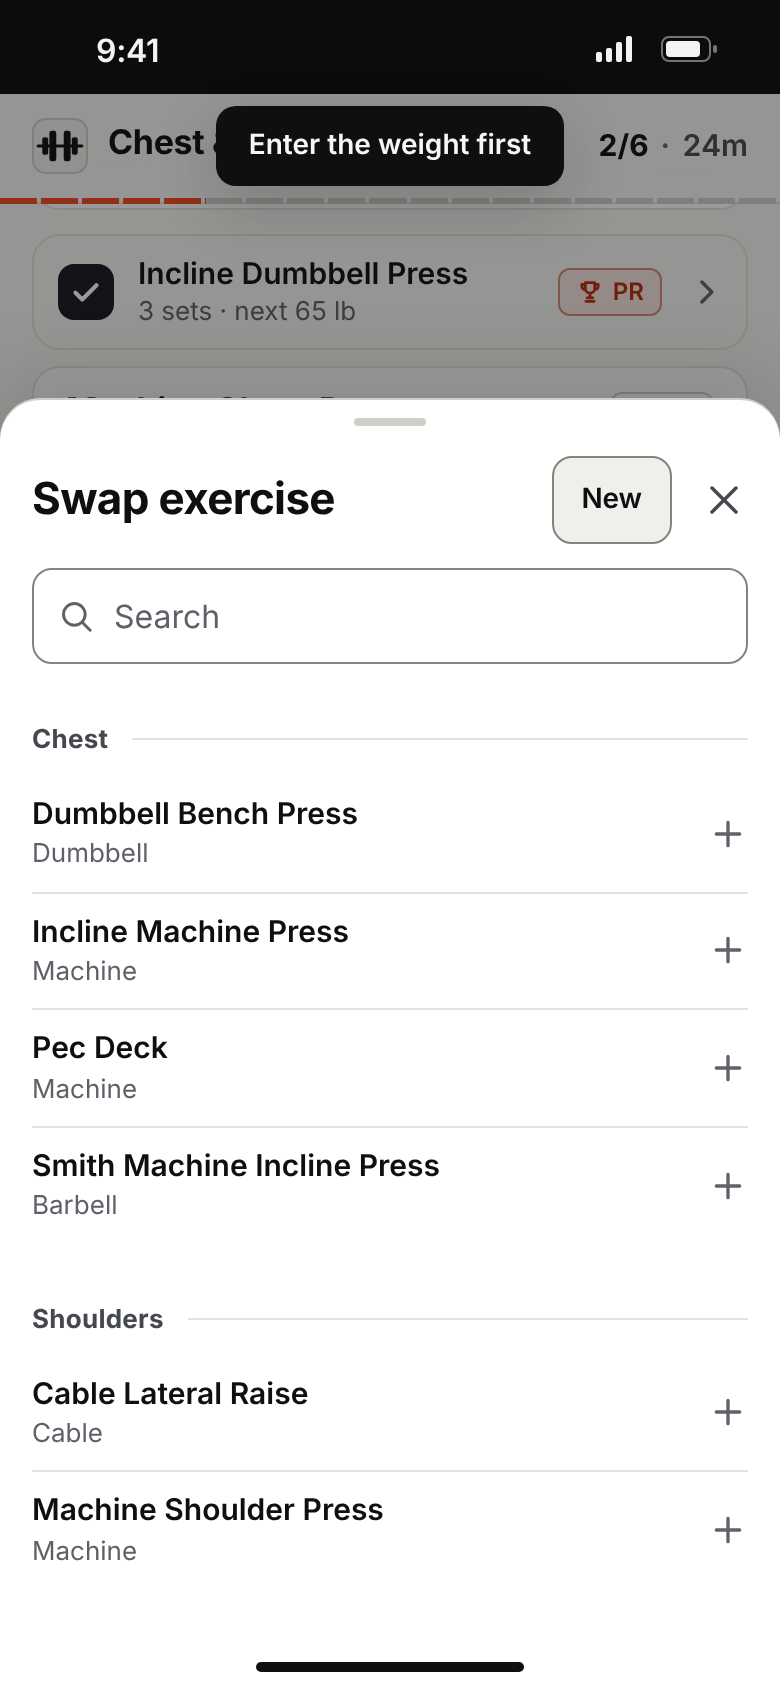 9:41
Chest
Enter the weight first
2/6 · 24m
Incline Dumbbell Press
3 sets · next 65 lb
PR
Swap exercise
New
Search
Chest
Dumbbell Bench Press
Dumbbell
Incline Machine Press
Machine
Pec Deck
Machine
Smith Machine Incline Press
Barbell
Shoulders
Cable Lateral Raise
Cable
Machine Shoulder Press
Machine